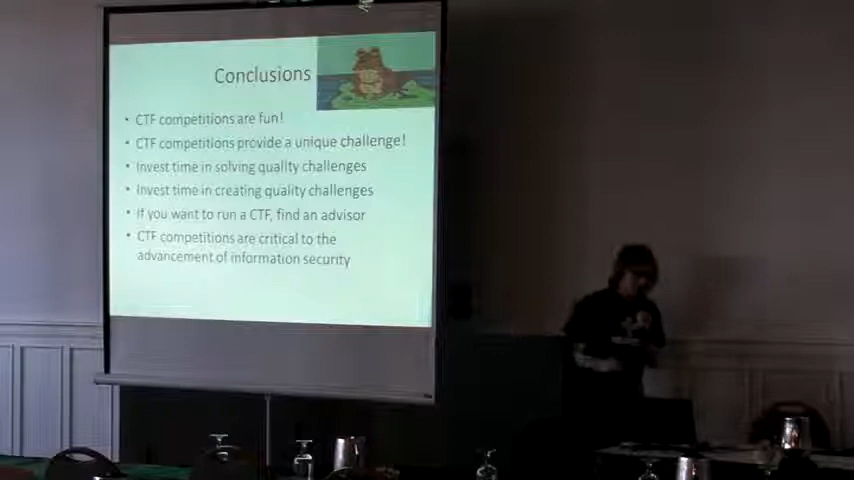 Conclusions
• CTF competitions are fun!
• CTF competitions provide a unique challenge!
• Invest time in solving quality challenges
• Invest time in creating quality challenges
• If you want to run a CTF, find an advisor
• CTF competitions are critical to the
advancement of information security